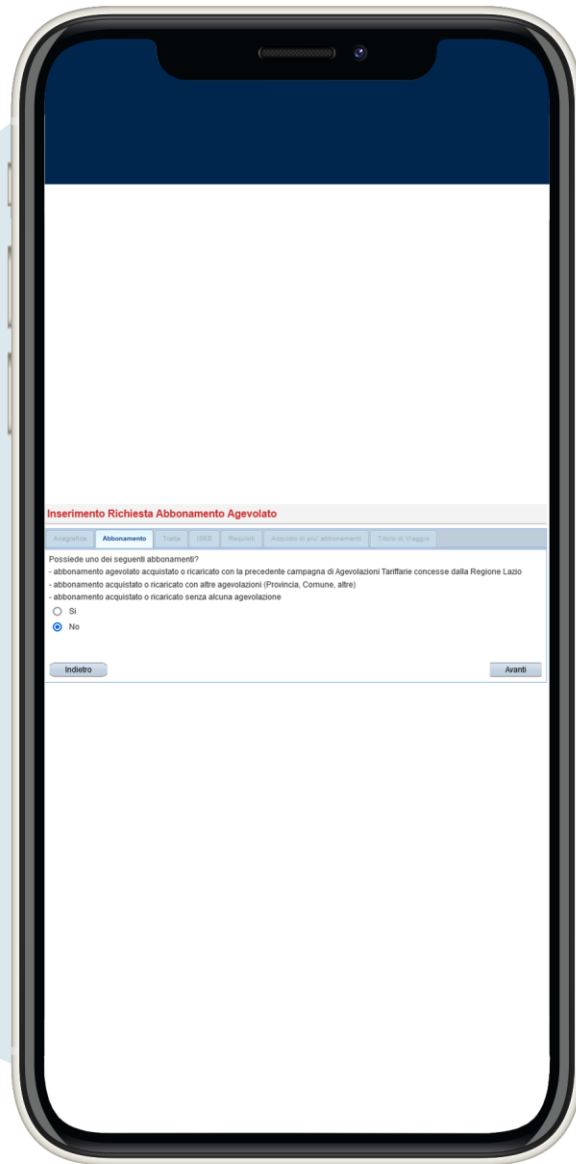 Inserimento Richiesta Abbonamento Agevolato
Anagrafica Abbonamento Tratta ISEE Requisiti Acquisto di piu' abbonamenti Titolo di Viaggio
Possiede uno dei seguenti abbonamenti?
- abbonamento agevolato acquistato o ricaricato con la precedente campagna di Agevolazioni Tariffarie concesse dalla Regione Lazio
- abbonamento acquistato o ricaricato con altre agevolazioni (Provincia, Comune, altre)
- abbonamento acquistato o ricaricato senza alcuna agevolazione
Si
No
Indietro Avanti